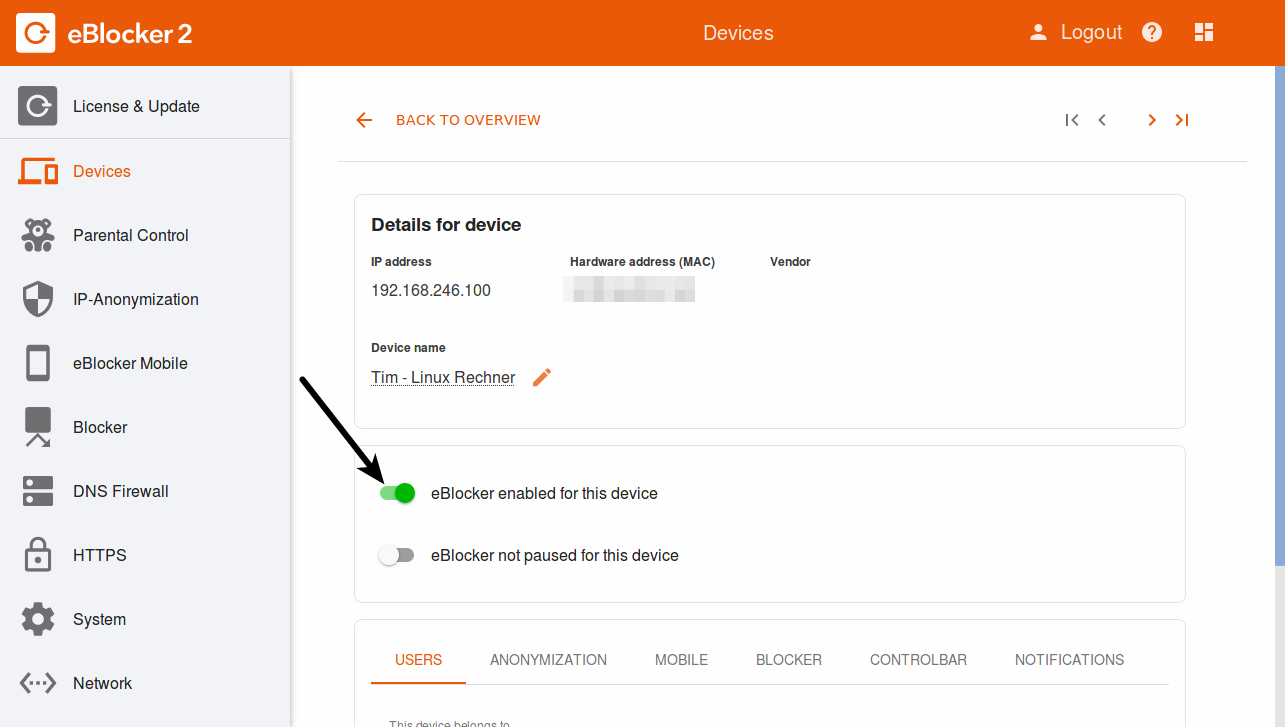 eBlocker 2
Devices
Logout
License & Update
Devices
Parental Control
IP-Anonymization
eBlocker Mobile
Blocker
DNS Firewall
HTTPS
System
Network
BACK TO OVERVIEW
Details for device
IP address Hardware address (MAC) Vendor
192.168.246.100
Device name
Tim - Linux Rechner
eBlocker enabled for this device
eBlocker not paused for this device
USERS ANONYMIZATION MOBILE BLOCKER CONTROLBAR NOTIFICATIONS
This device belongs to